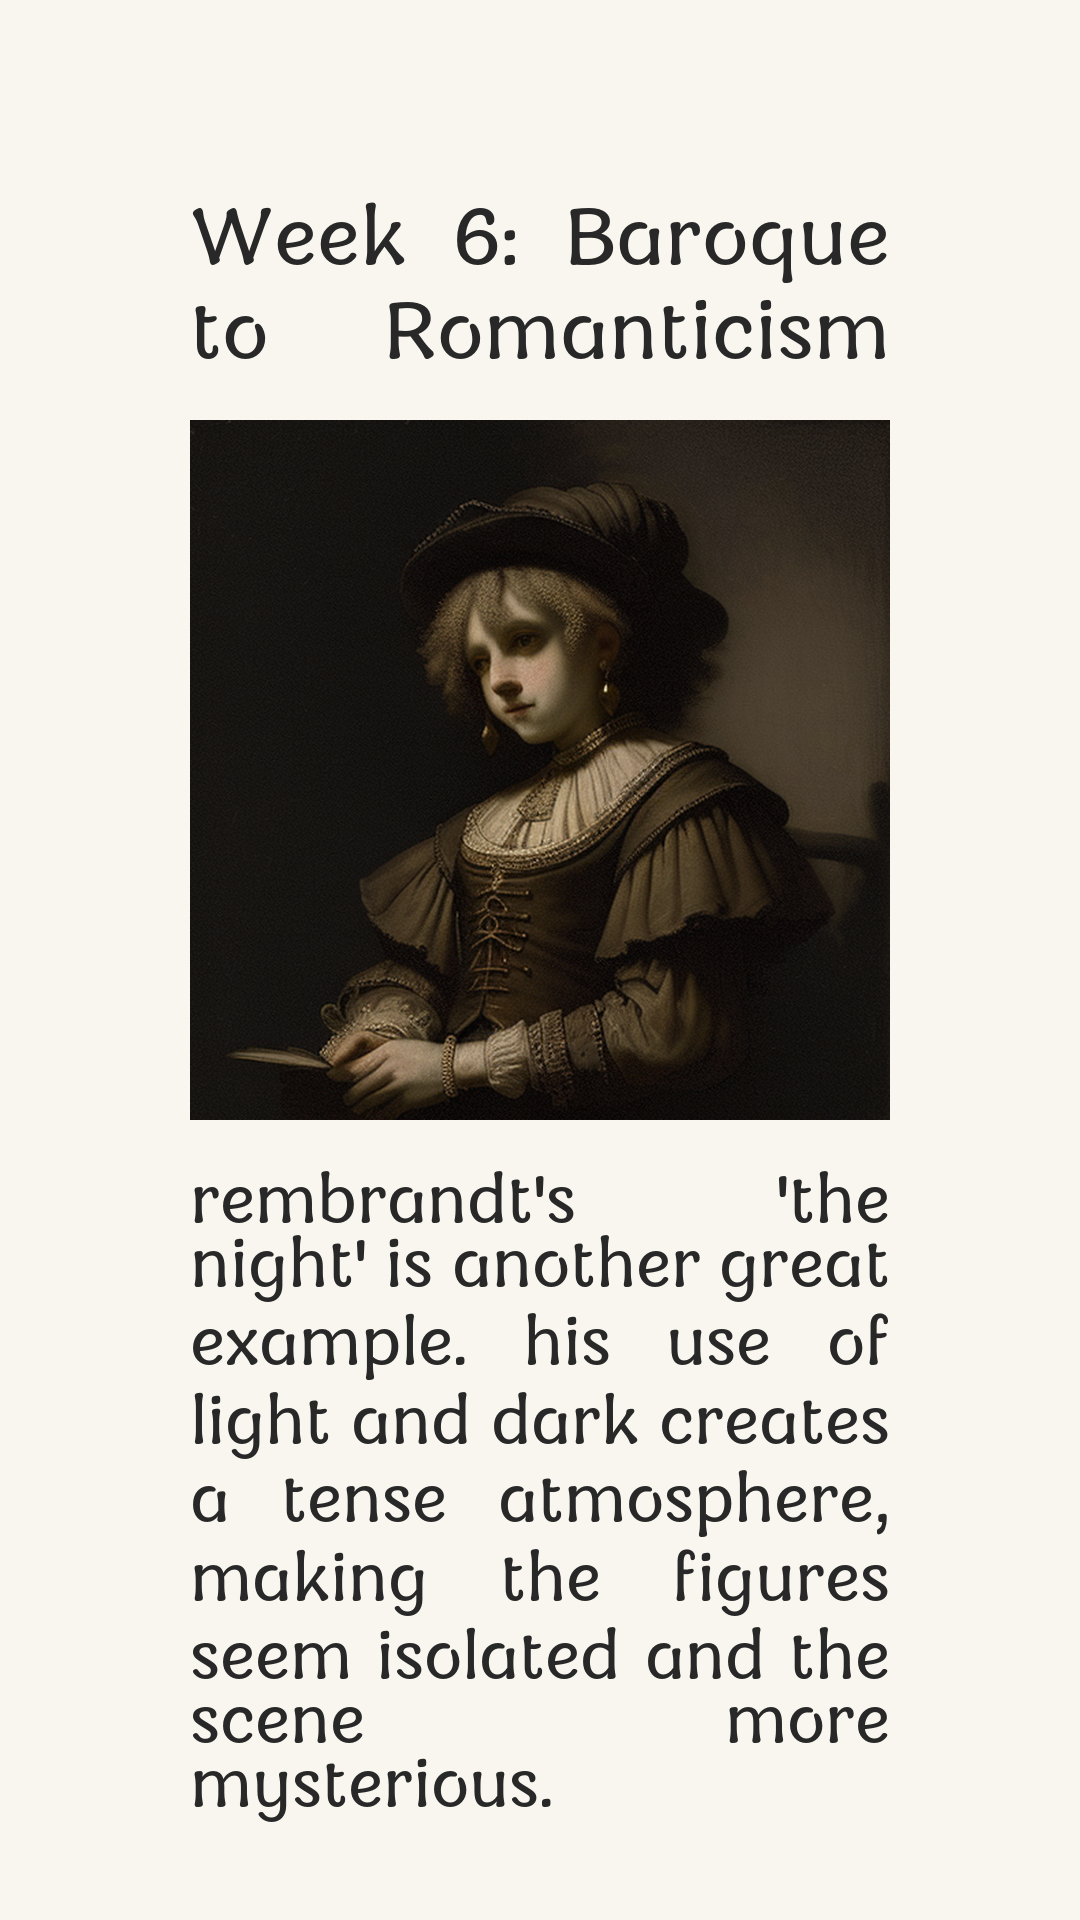 Week 6: Baroque
to Romanticism
rembrandt's 'the
night' is another great
example. his use of
light and dark creates
a tense atmosphere,
making the figures
seem isolated and the
scene more
mysterious.